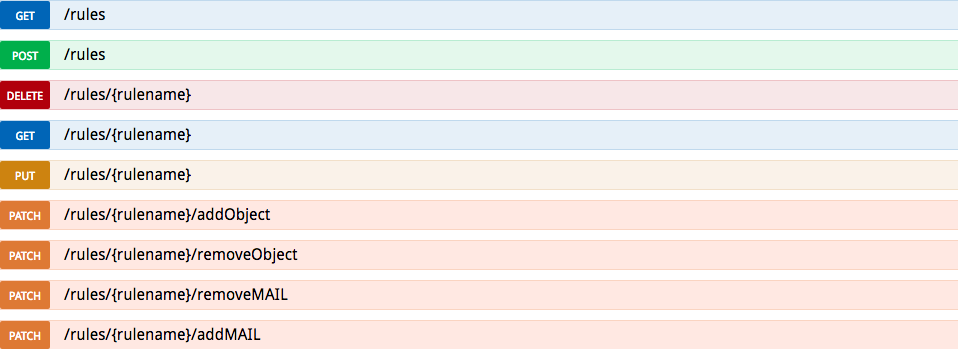 GET /rules
POST /rules
DELETE /rules/{rulename}
GET /rules/{rulename}
PUT /rules/{rulename}
PATCH /rules/{rulename}/addObject
PATCH /rules/{rulename}/removeObject
PATCH /rules/{rulename}/removeMAIL
PATCH /rules/{rulename}/addMAIL